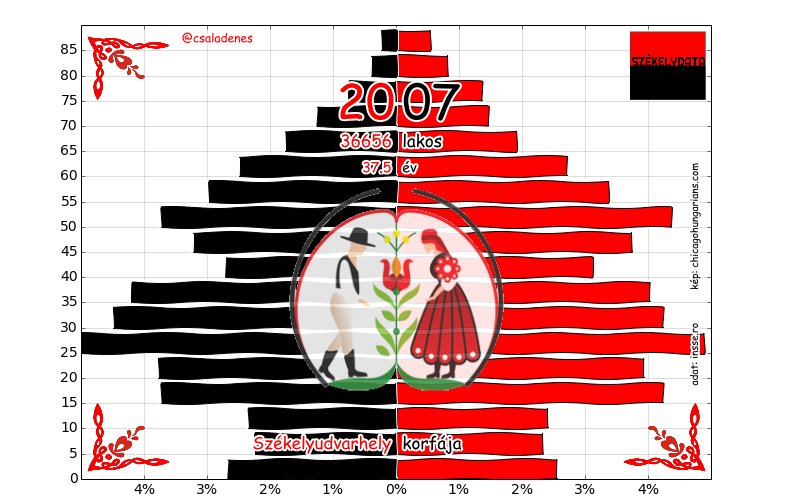 @csaladenes
SZÉKELYDATA
2007
36656 lakos
37.5 év
kép: chicagohungarians.com
adat: insse.ro
Székelyudvarhely korfája
85
80
75
70
65
60
55
50
45
40
35
30
25
20
15
10
5
0
4% 3% 2% 1% 0% 1% 2% 3% 4%